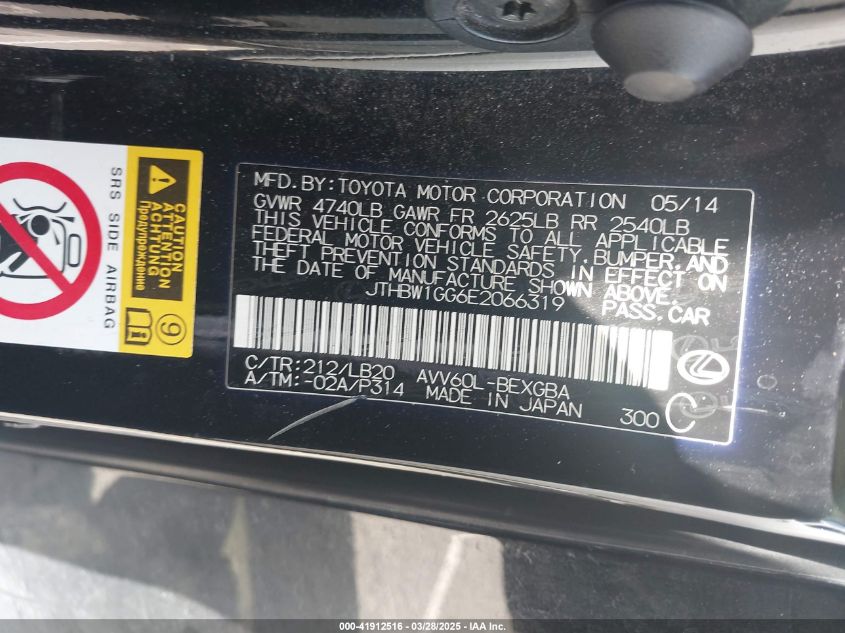 SRS SIDE AIRBAG
CAUTION
ATTENTION
ACHTUNG
Предупреждение
9
MFD.BY:TOYOTA MOTOR CORPORATION 05/14
GVWR 4740LB GAWR FR 2625LB RR 2540LB
THIS VEHICLE CONFORMS TO ALL APPLICABLE
FEDERAL MOTOR VEHICLE SAFETY,BUMPER,AND
THEFT PREVENTION STANDARDS IN EFFECT ON
THE DATE OF MANUFACTURE SHOWN ABOVE.
JTHBW1GG6E2066319 PASS.CAR
C/TR:212/LB20 AVV60L-BEXGBA
A/TM:-02A/P314 MADE IN JAPAN 300 C
000-41912516 - 03/28/2025 - IAA Inc.